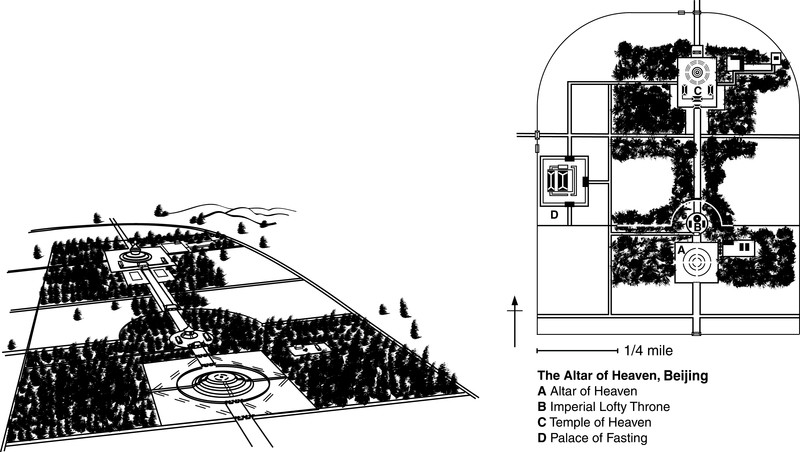 C
D
B
A
1/4 mile
The Altar of Heaven, Beijing
A Altar of Heaven
B Imperial Lofty Throne
C Temple of Heaven
D Palace of Fasting